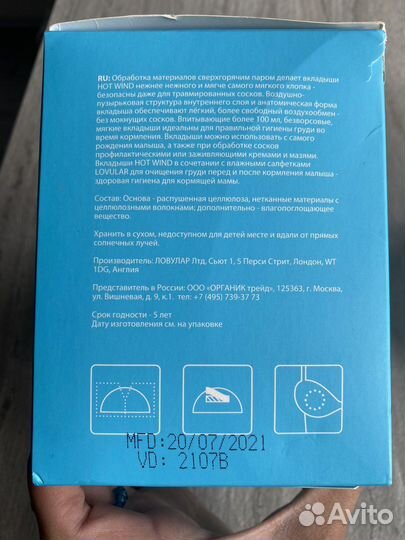 RU: Обработка материалов сверхгорячим паром делает вкладыши
HOT WIND нежнее нежного и мягче самого мягкого хлопка -
безопасны даже для травмированных сосков. Воздушно-
пузырьковая структура внутреннего слоя и анатомическая форма
вкладыша обеспечивают лёгкий, более свободный воздухообмен -
без мокнущих сосков. Впитывающие более 100 мл, безворсовые,
мягкие вкладыши идеальны для правильной гигиены груди во
время кормления. Вкладыши можно использовать с самого
рождения малыша, а также при обработке сосков
профилактическими или заживляющими кремами и мазями.
Вкладыши HOT WIND в сочетании с влажными салфетками
LOVULAR для очищения груди перед и после кормления малыша -
здоровая гигиена для кормящей мамы.
Состав: Основа - распушенная целлюлоза, нетканые материалы с
целлюлозными волокнами; дополнительно - влагопоглощающее
вещество.
Хранить в сухом, недоступном для детей месте и вдали от прямых
солнечных лучей.
Производитель: ЛОВУЛАР Лтд, Сьют 1, 5 Перси Стрит, Лондон, WT
1DG, Англия
Представитель в России: ООО «ОРГАНИК трейд», 125363, г. Москва,
ул. Вишневая, д. 9, к.1. тел: +7 (495) 739-37 73
Срок годности - 5 лет
Дату изготовления см. на упаковке
MFD:20/07/2021
VD: 2107B
Avito